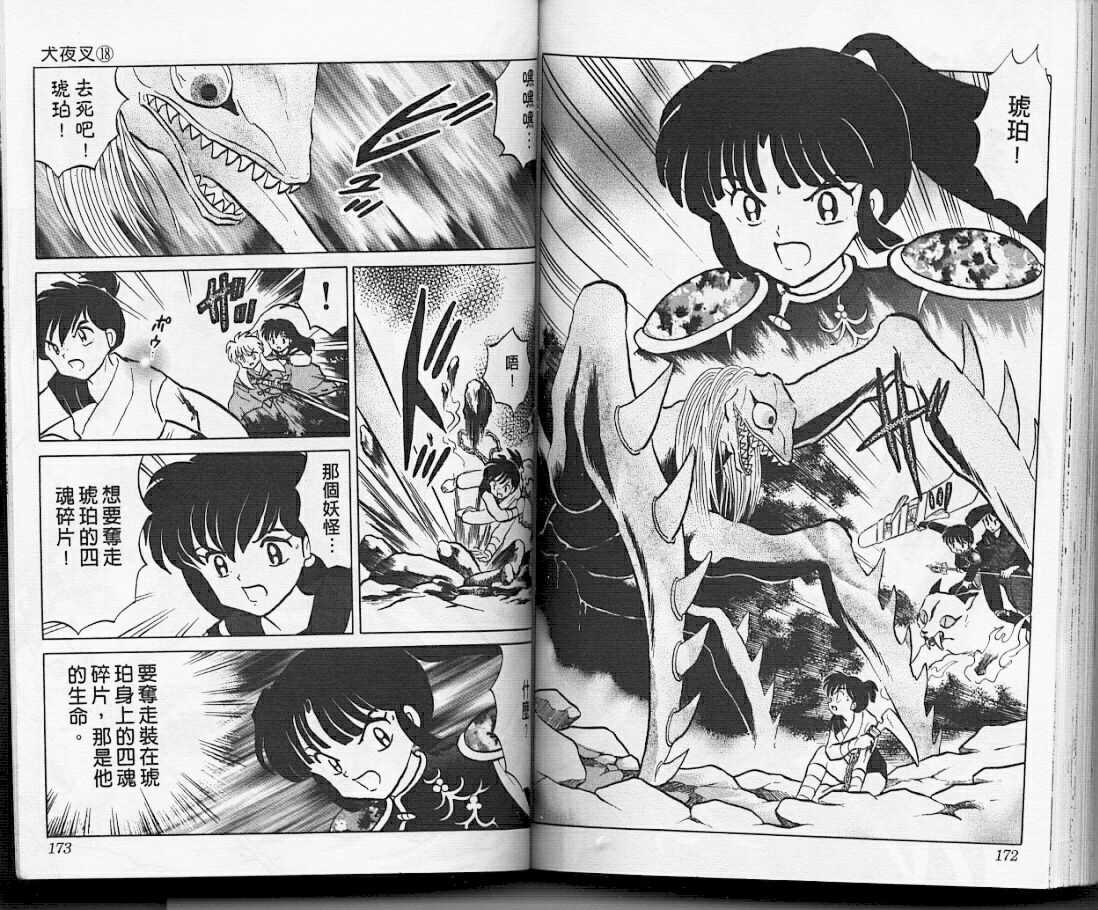 琥珀！
172
犬夜叉⑱
嘿嘿嘿…
去死吧！
琥珀！
唔！
！
ポウ…
那個妖怪…
想要奪走
琥珀的四
魂碎片！
什麼？
要奪走裝在琥
珀身上的四魂
碎片，那是他
的生命。
173